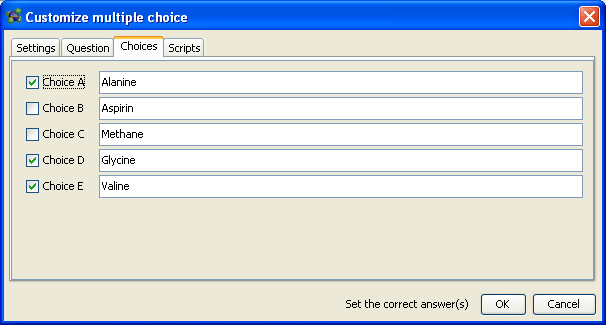 Customize multiple choice
Settings Question Choices Scripts
Choice A Alanine
Choice B Aspirin
Choice C Methane
Choice D Glycine
Choice E Valine
Set the correct answer(s) OK Cancel